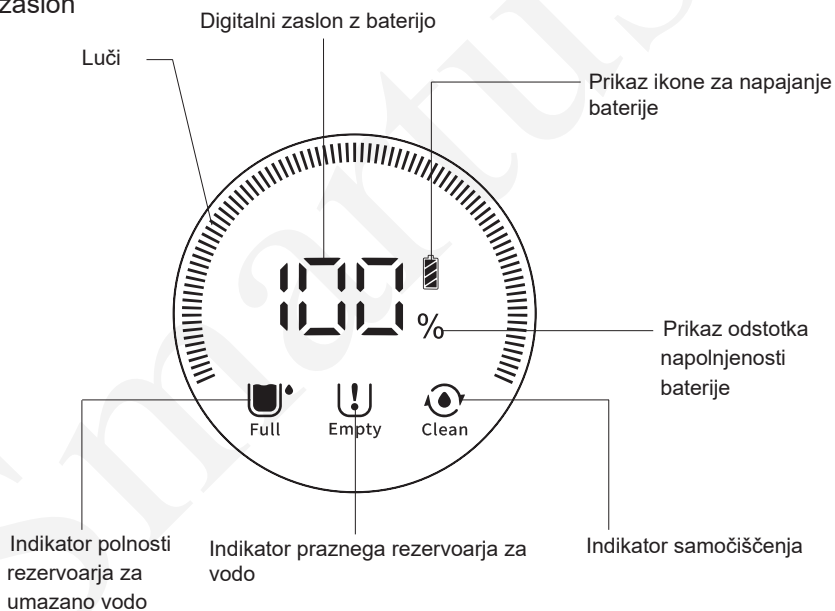 zaslon
Digitalni zaslon z baterijo
Luči
Prikaz ikone za napajanje
baterije
100
%
Prikaz odstotka
napolnjenosti
baterije
Full
Empty
Clean
Indikator polnosti
rezervoarja za
umazano vodo
Indikator praznega rezervoarja za
vodo
Indikator samočiščenja
Smartus